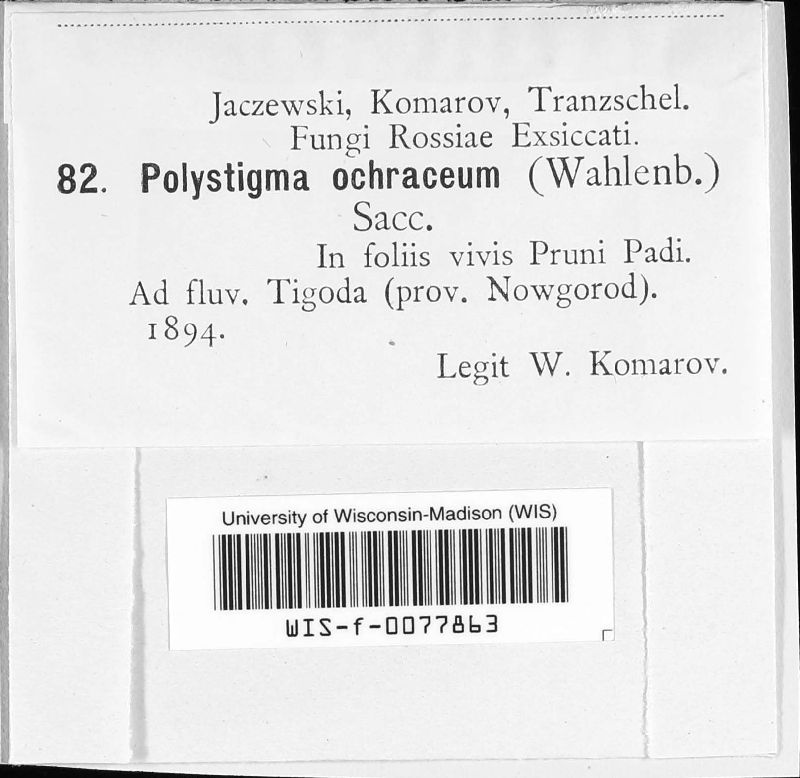 Jaczewski, Komarov, Tranzschel.
Fungi Rossiae Exsiccati.
82. Polystigma ochraceum (Wahlenb.)
Sacc.
In foliis vivis Pruni Padi.
Ad fluv. Tigoda (prov. Nowgorod).
1894.
Legit W. Komarov.
University of Wisconsin-Madison (WIS)
WIS-f-0077863